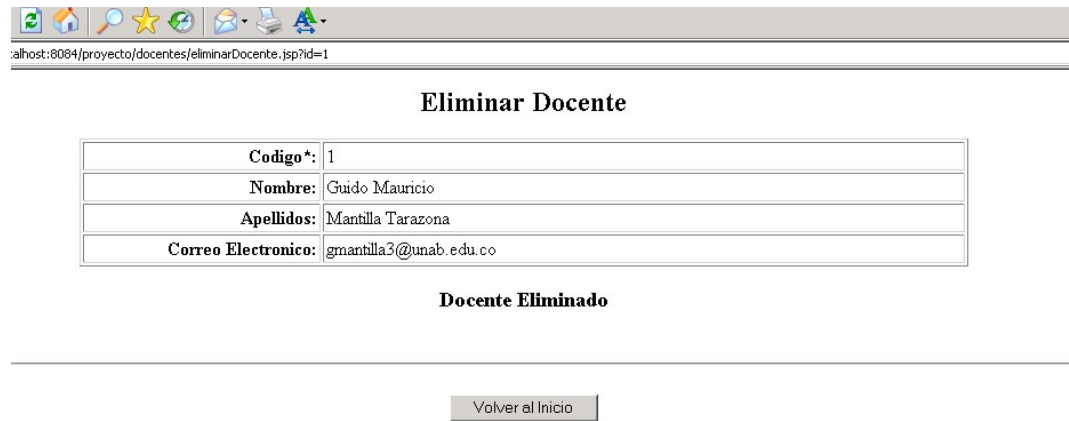 alhost:8084/proyecto/docentes/eliminarDocente.jsp?id=1
Eliminar Docente
Codigo*: 1
Nombre: Guido Mauricio
Apellidos: Mantilla Tarazona
Correo Electronico: gmantilla3@unab.edu.co
Docente Eliminado
Volver al Inicio